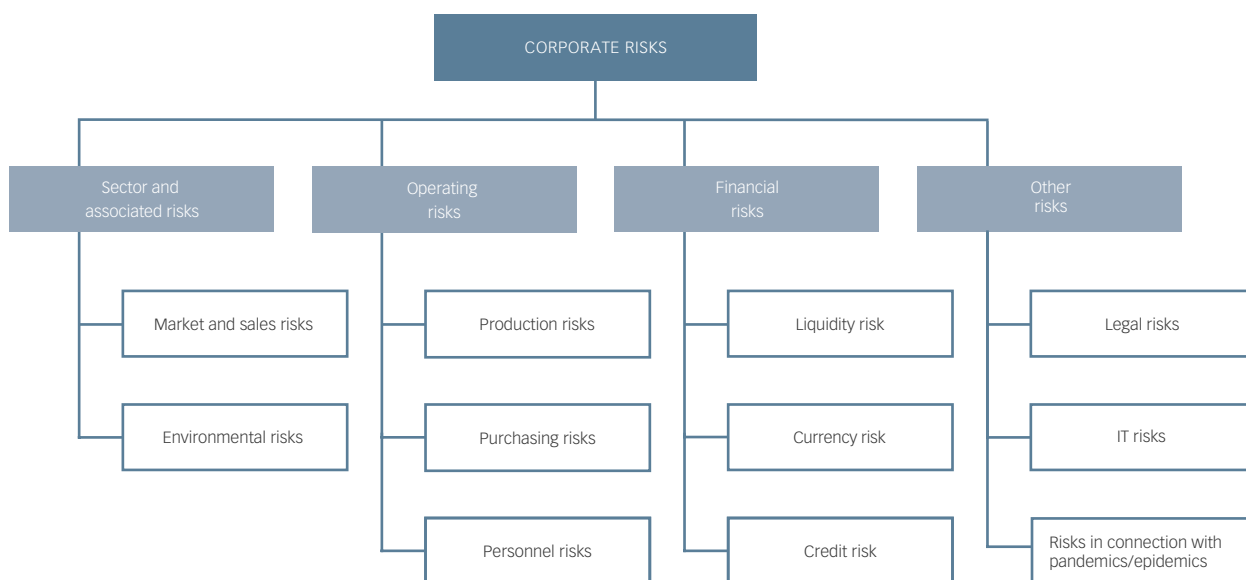 CORPORATE RISKS
Sector and
associated risks
Operating
risks
Financial
risks
Other
risks
Market and sales risks
Production risks
Liquidity risk
Legal risks
Environmental risks
Purchasing risks
Currency risk
IT risks
Personnel risks
Credit risk
Risks in connection with
pandemics/epidemics